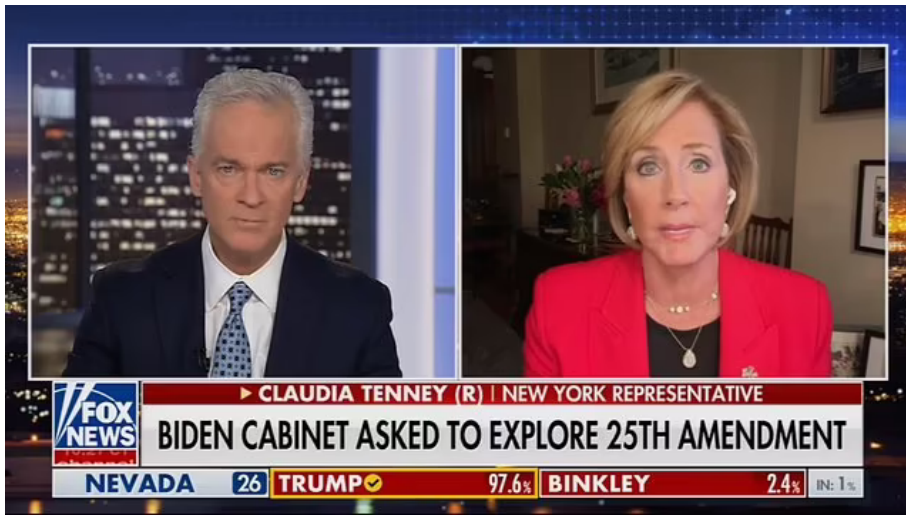 CLAUDIA TENNEY (R) | NEW YORK REPRESENTATIVE
FOX
NEWS
channel
BIDEN CABINET ASKED TO EXPLORE 25TH AMENDMENT
NEVADA 26 TRUMP 97.6% BINKLEY 2.4% IN: 1%